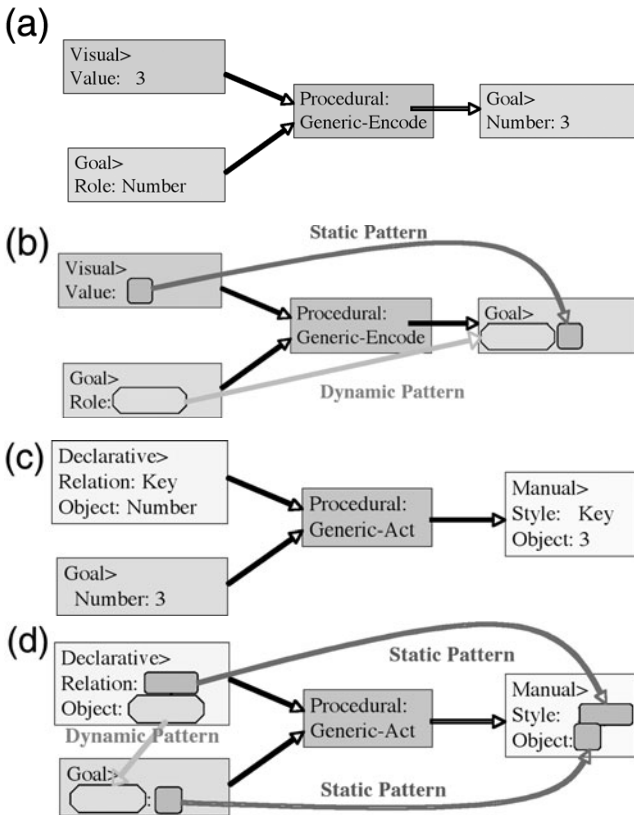 (a)
Visual>
Value: 3
Goal>
Role: Number
Procedural:
Generic-Encode
Goal>
Number: 3
(b)
Static Pattern
Visual>
Value:
Goal>
Role:
Procedural:
Generic-Encode
Goal>
Dynamic Pattern
(c)
Declarative>
Relation: Key
Object: Number
Goal>
Number: 3
Procedural:
Generic-Act
Manual>
Style: Key
Object: 3
(d)
Declarative>
Relation:
Object:
Dynamic Pattern
Goal>
:
Procedural:
Generic-Act
Static Pattern
Manual>
Style:
Object:
Static Pattern